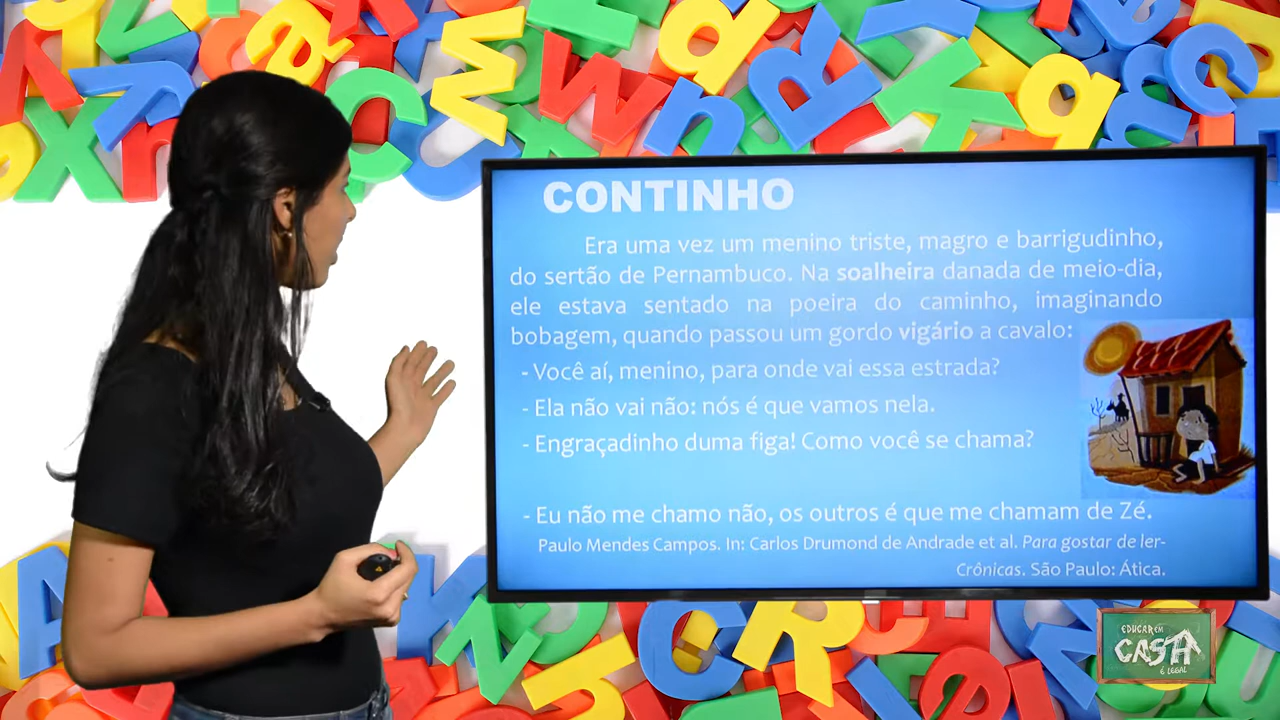 CONTINHO
Era uma vez um menino triste, magro e barrigudinho,
do sertão de Pernambuco. Na soalheira danada de meio-dia,
ele estava sentado na poeira do caminho, imaginando
bobagem, quando passou um gordo vigário a cavalo:
- Você aí, menino, para onde vai essa estrada?
- Ela não vai não: nós é que vamos nela.
- Engraçadinho duma figa! Como você se chama?
- Eu não me chamo não, os outros é que me chamam de Zé.
Paulo Mendes Campos. In: Carlos Drumond de Andrade et al. Para gostar de ler-
Crônicas. São Paulo: Ática.
EDUCAR EM
CASA
É LEGAL